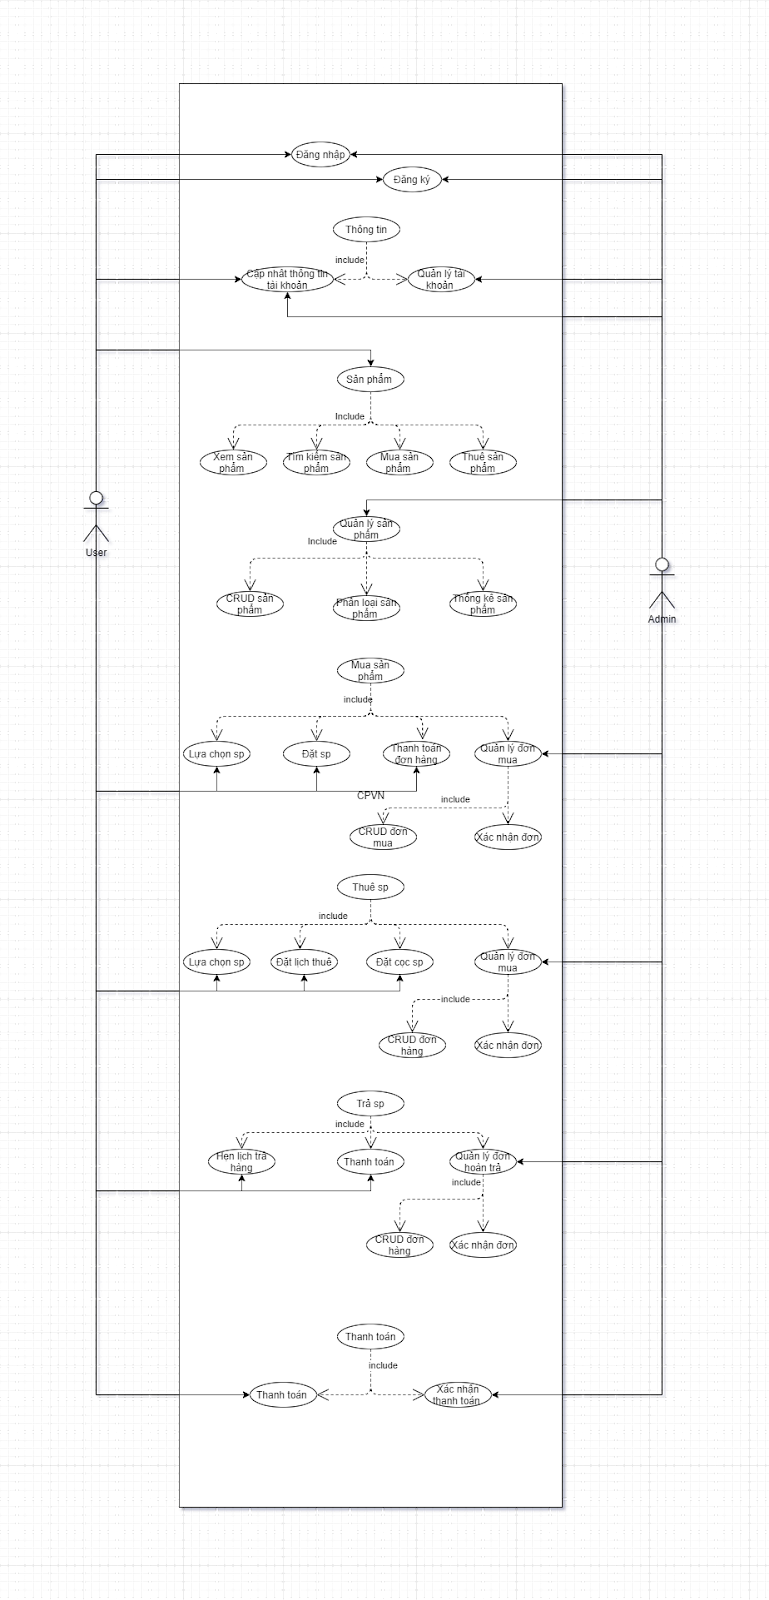 Đăng nhập
Đăng ký
Thông tin
include
Cập nhật thông tin
tài khoản
Quản lý tài
khoản
Sản phẩm
Include
Xem sản
phẩm
Tìm kiếm sản
phẩm
Mua sản
phẩm
Thuê sản
phẩm
User
Quản lý sản
phẩm
Include
CRUD sản
phẩm
Phân loại sản
phẩm
Thống kê sản
phẩm
Admin
Mua sản
phẩm
include
Lựa chọn sp
Đặt sp
Thanh toán
đơn hàng
Quản lý đơn
mua
CPVN
include
CRUD đơn
mua
Xác nhận đơn
Thuê sp
include
Lựa chọn sp
Đặt lịch thuê
Đặt cọc sp
Quản lý đơn
mua
include
CRUD đơn
hàng
Xác nhận đơn
Trả sp
include
Hẹn lịch trả
hàng
Thanh toán
Quản lý đơn
hoàn trả
include
CRUD đơn
hàng
Xác nhận đơn
Thanh toán
include
Thanh toán
Xác nhận
thanh toán